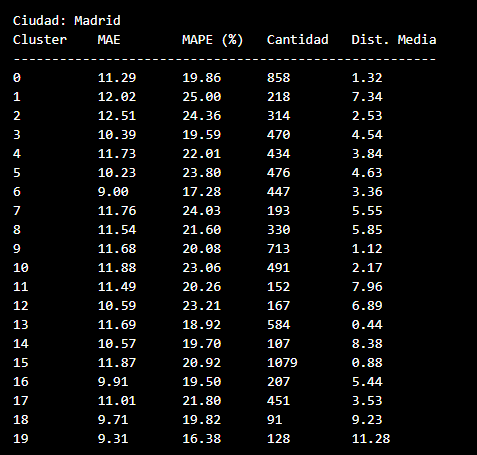 Ciudad: Madrid
Cluster    MAE        MAPE (%)   Cantidad   Dist. Media
-------------------------------------------------------
0          11.29      19.86      858        1.32
1          12.02      25.00      218        7.34
2          12.51      24.36      314        2.53
3          10.39      19.59      470        4.54
4          11.73      22.01      434        3.84
5          10.23      23.80      476        4.63
6          9.00       17.28      447        3.36
7          11.76      24.03      193        5.55
8          11.54      21.60      330        5.85
9          11.68      20.08      713        1.12
10         11.88      23.06      491        2.17
11         11.49      20.26      152        7.96
12         10.59      23.21      167        6.89
13         11.69      18.92      584        0.44
14         10.57      19.70      107        8.38
15         11.87      20.92      1079       0.88
16         9.91       19.50      207        5.44
17         11.01      21.80      451        3.53
18         9.71       19.82      91         9.23
19         9.31       16.38      128        11.28